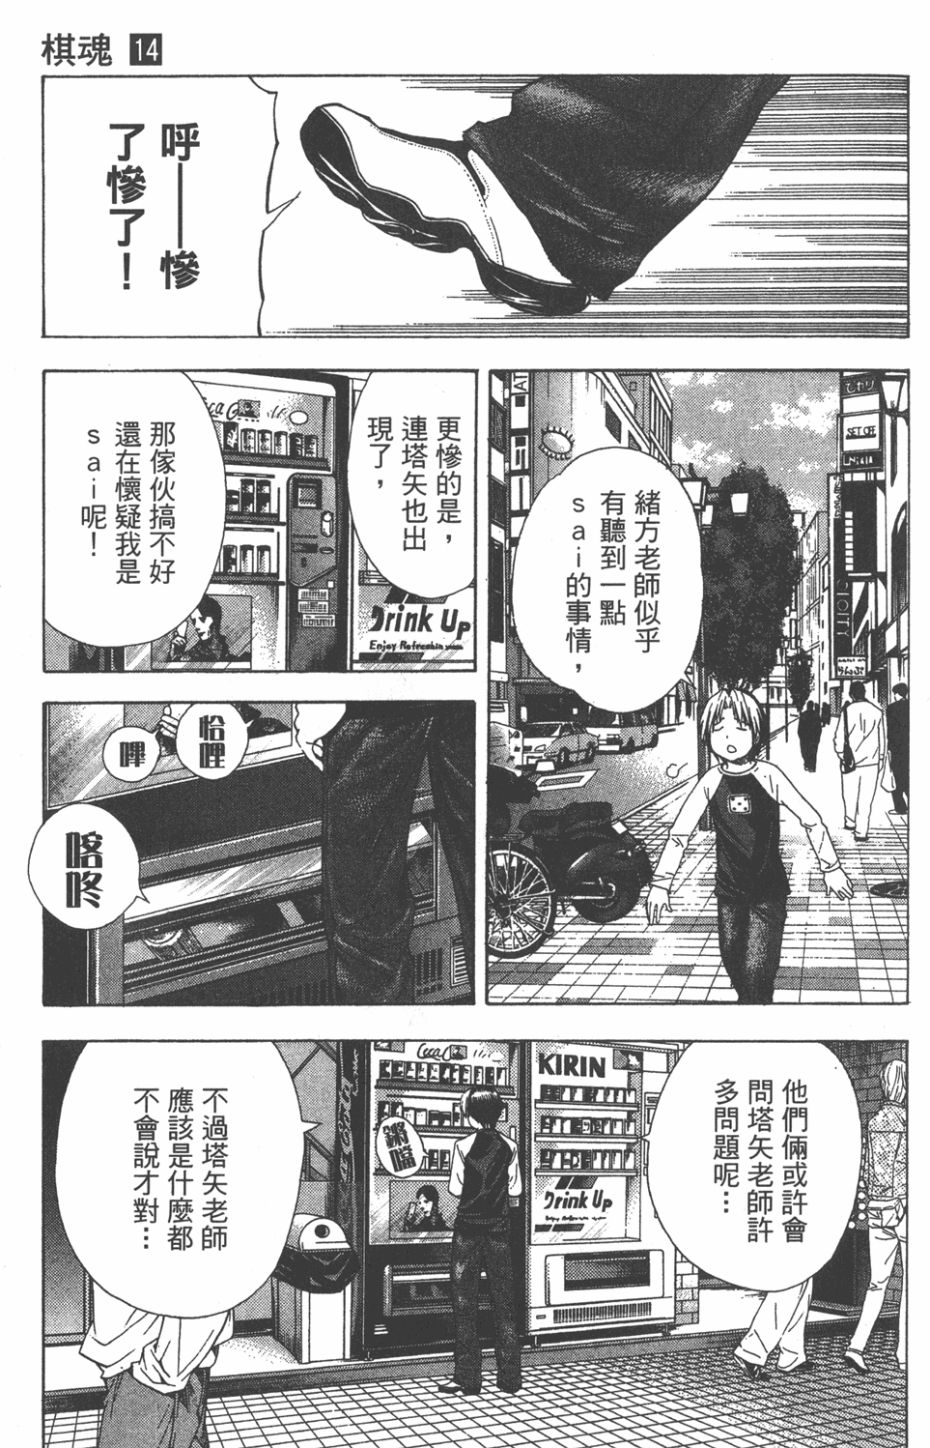 棋魂 14
呼——慘
了慘了！
緒方老師似乎
有聽到一點
sai的事情，
SET OFF
更慘的是，
連塔矢也出
現了，
那傢伙搞不好
還在懷疑我是
sai呢！
Drink Up
恰哩
嗶
喀咚
他們倆或許會
問塔矢老師許
多問題呢…
KIRIN
Drink Up
鏘噹
不過塔矢老師
應該是什麼都
不會說才對…